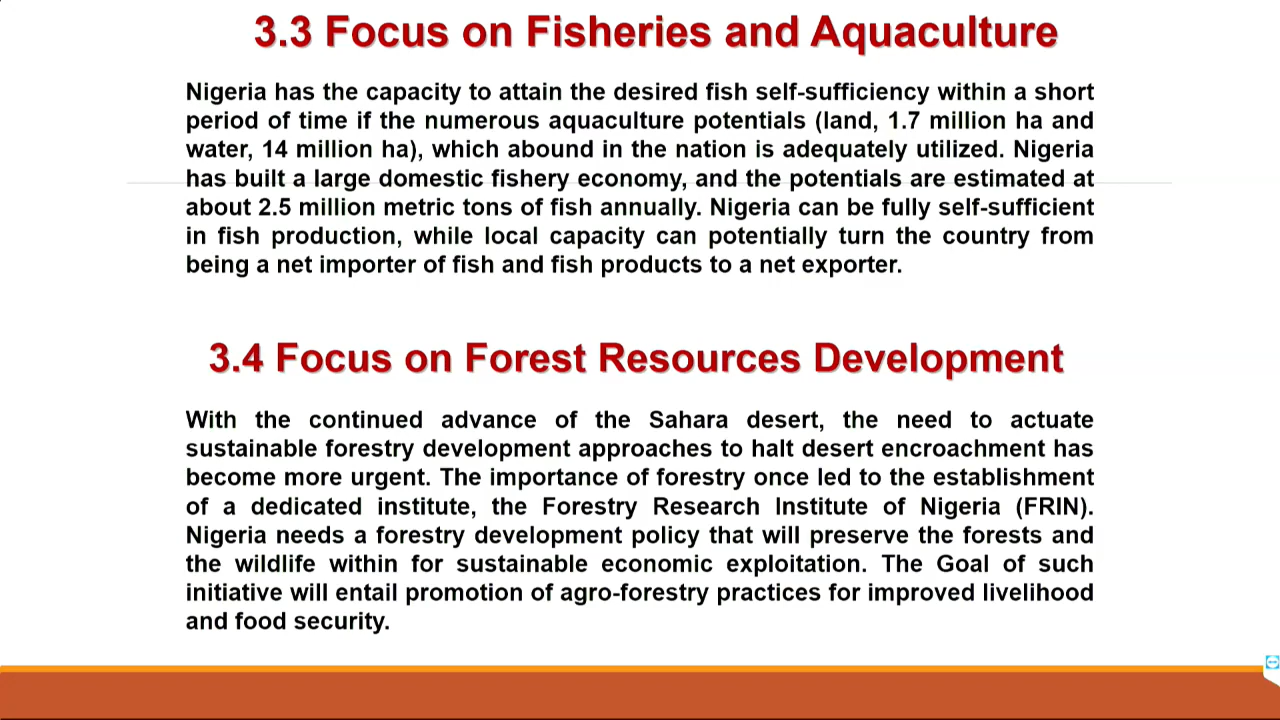 3.3 Focus on Fisheries and Aquaculture
Nigeria has the capacity to attain the desired fish self-sufficiency within a short
period of time if the numerous aquaculture potentials (land, 1.7 million ha and
water, 14 million ha), which abound in the nation is adequately utilized. Nigeria
has built a large domestic fishery economy, and the potentials are estimated at
about 2.5 million metric tons of fish annually. Nigeria can be fully self-sufficient
in fish production, while local capacity can potentially turn the country from
being a net importer of fish and fish products to a net exporter.
3.4 Focus on Forest Resources Development
With the continued advance of the Sahara desert, the need to actuate
sustainable forestry development approaches to halt desert encroachment has
become more urgent. The importance of forestry once led to the establishment
of a dedicated institute, the Forestry Research Institute of Nigeria (FRIN).
Nigeria needs a forestry development policy that will preserve the forests and
the wildlife within for sustainable economic exploitation. The Goal of such
initiative will entail promotion of agro-forestry practices for improved livelihood
and food security.